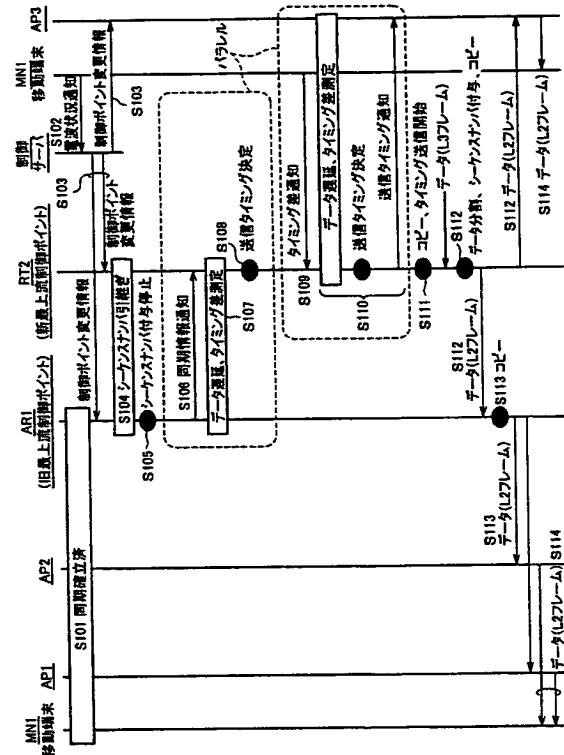 MN1
移動端末
AP1
AP2
AR1
(旧最上流制御ポイント)
RT2
(新最上流制御ポイント)
制御
サーバ
MN1
移動端末
AP3
S101 同期確立済
S102
電波状況通知
制御ポイント変更情報
S103
S103
制御ポイント変更情報
制御ポイント
変更情報
S104 シーケンスナンバ引継ぎ
シーケンスナンバ付与停止
S105
S106 同期情報通知
データ遅延、タイミング差測定
S107
S108
送信タイミング決定
パラレル
タイミング差通知
S109
データ遅延、タイミング差測定
送信タイミング決定
S110
送信タイミング通知
コピー、タイミング送信開始
S111
データ(L3フレーム)
S112
データ分割、シーケンスナンバ付与、コピー
S112
データ(L2フレーム)
S112 データ(L2フレーム)
S113 コピー
S113
データ(L2フレーム)
S114 データ(L2フレーム)
S114
データ(L2フレーム)